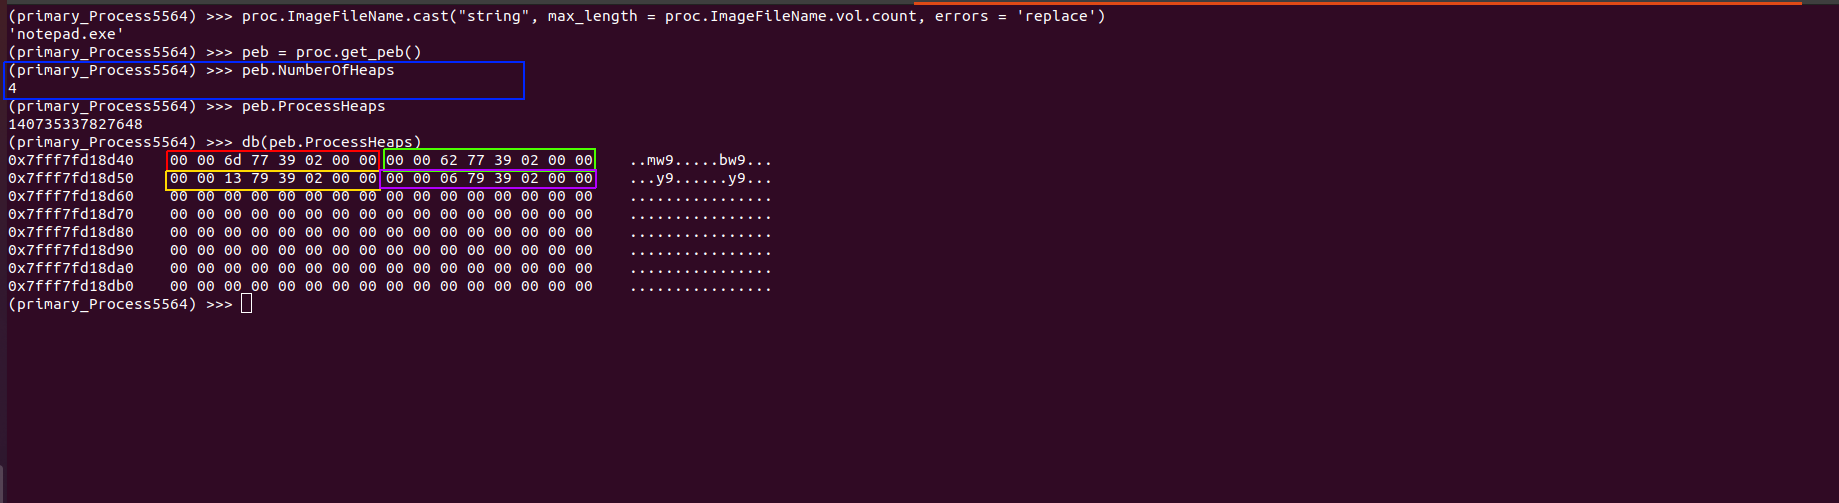 (primary_Process5564) >>> proc.ImageFileName.cast("string", max_length = proc.ImageFileName.vol.count, errors = 'replace')
'notepad.exe'
(primary_Process5564) >>> peb = proc.get_peb()
(primary_Process5564) >>> peb.NumberOfHeaps
4
(primary_Process5564) >>> peb.ProcessHeaps
140735337827648
(primary_Process5564) >>> db(peb.ProcessHeaps)
0x7fff7fd18d40    00 00 6d 77 39 02 00 00 00 00 62 77 39 02 00 00    ..mw9.....bw9...
0x7fff7fd18d50    00 00 13 79 39 02 00 00 00 00 06 79 39 02 00 00    ...y9......y9...
0x7fff7fd18d60    00 00 00 00 00 00 00 00 00 00 00 00 00 00 00 00    ................
0x7fff7fd18d70    00 00 00 00 00 00 00 00 00 00 00 00 00 00 00 00    ................
0x7fff7fd18d80    00 00 00 00 00 00 00 00 00 00 00 00 00 00 00 00    ................
0x7fff7fd18d90    00 00 00 00 00 00 00 00 00 00 00 00 00 00 00 00    ................
0x7fff7fd18da0    00 00 00 00 00 00 00 00 00 00 00 00 00 00 00 00    ................
0x7fff7fd18db0    00 00 00 00 00 00 00 00 00 00 00 00 00 00 00 00    ................
(primary_Process5564) >>>